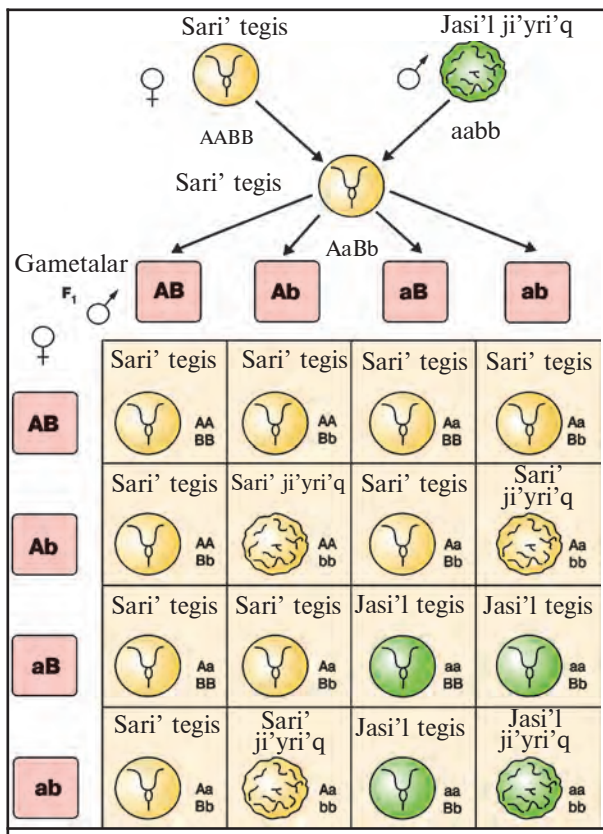 Sari’ tegis
Jasi’l ji’yri’q
♀
♂
AABB
aabb
Sari’ tegis
AaBb
Gametalar
F1 ♂
♀
AB Ab aB ab
Sari’ tegis Sari’ tegis Sari’ tegis Sari’ tegis
AB
AA AA Aa Aa
BB Bb BB Bb
Sari’ tegis Sari’ ji’yri’q Sari’ tegis Sari’
ji’yri’q
Ab
AA AA Aa Aa
Bb bb Bb bb
Sari’ tegis Sari’ tegis Jasi’l tegis Jasi’l tegis
aB
Aa Aa aa aa
BB Bb BB Bb
Sari’ tegis Sari’ Jasi’l tegis Jasi’l
ji’yri’q ji’yri’q
ab
Aa Aa aa aa
Bb bb Bb bb